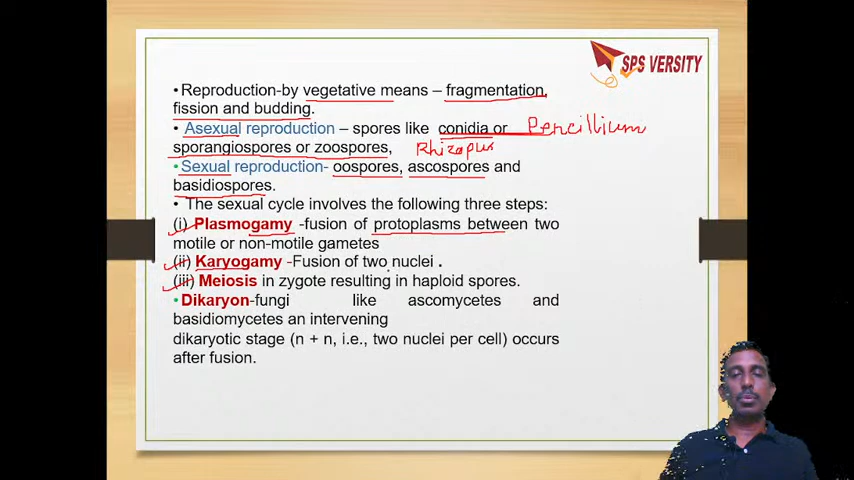 SPS VERSITY
• Reproduction-by vegetative means – fragmentation,
fission and budding.
• Asexual reproduction – spores like conidia or Pencillium
sporangiospores or zoospores, Rhizopus
• Sexual reproduction- oospores, ascospores and
basidiospores.
• The sexual cycle involves the following three steps:
(i) Plasmogamy -fusion of protoplasms between two
motile or non-motile gametes
(ii) Karyogamy -Fusion of two nuclei .
(iii) Meiosis in zygote resulting in haploid spores.
• Dikaryon-fungi like ascomycetes and
basidiomycetes an intervening
dikaryotic stage (n + n, i.e., two nuclei per cell) occurs
after fusion.